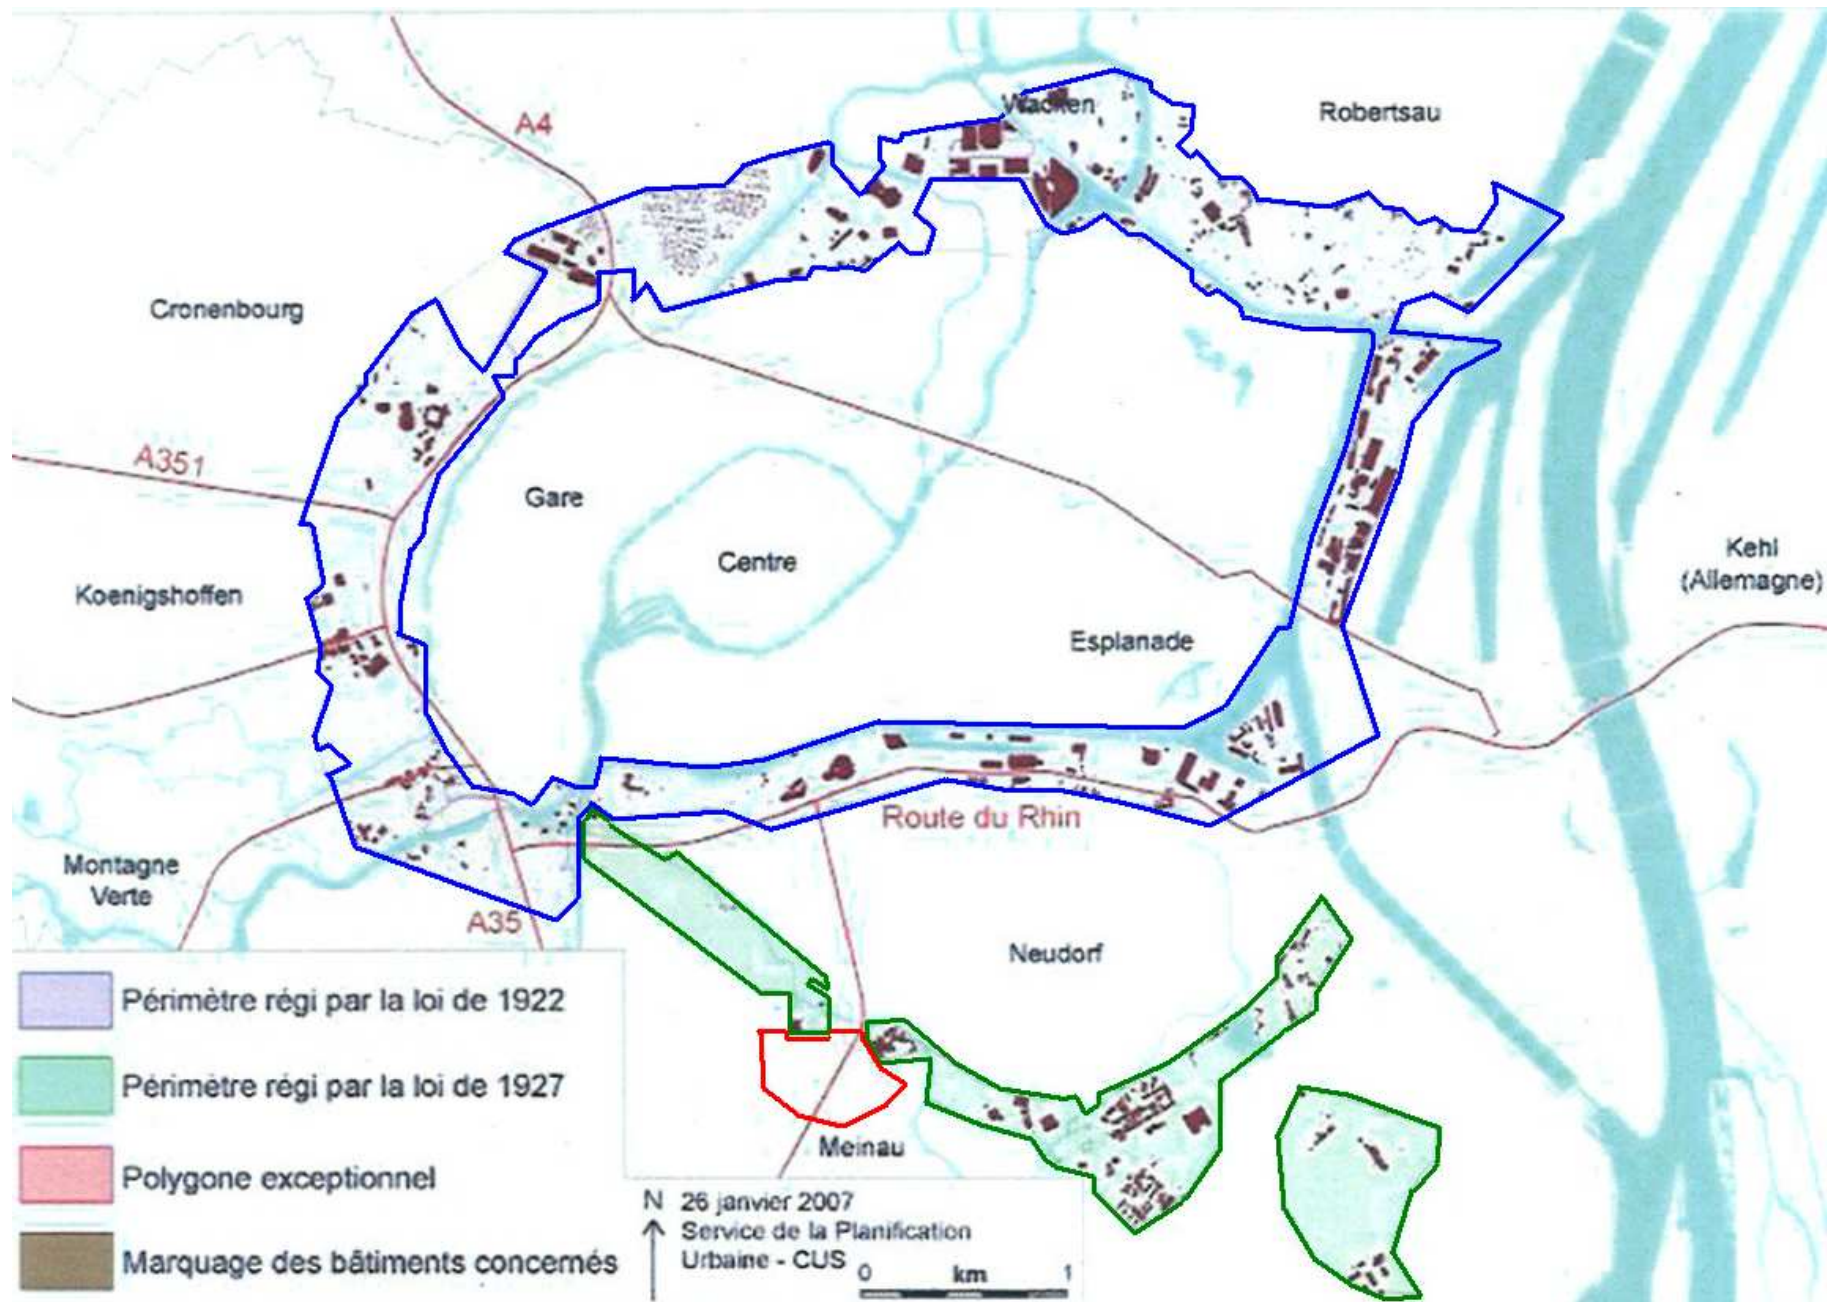 Wacken
Robertsau
A4
Cronenbourg
A351
Gare
Centre
Kehl
(Allemagne)
Koenigshoffen
Esplanade
Route du Rhin
Montagne
Verte
A35
Neudorf
Meinau
Périmètre régi par la loi de 1922
Périmètre régi par la loi de 1927
Polygone exceptionnel
Marquage des bâtiments concernés
N 26 janvier 2007
Service de la Planification
Urbaine - CUS
0 km 1